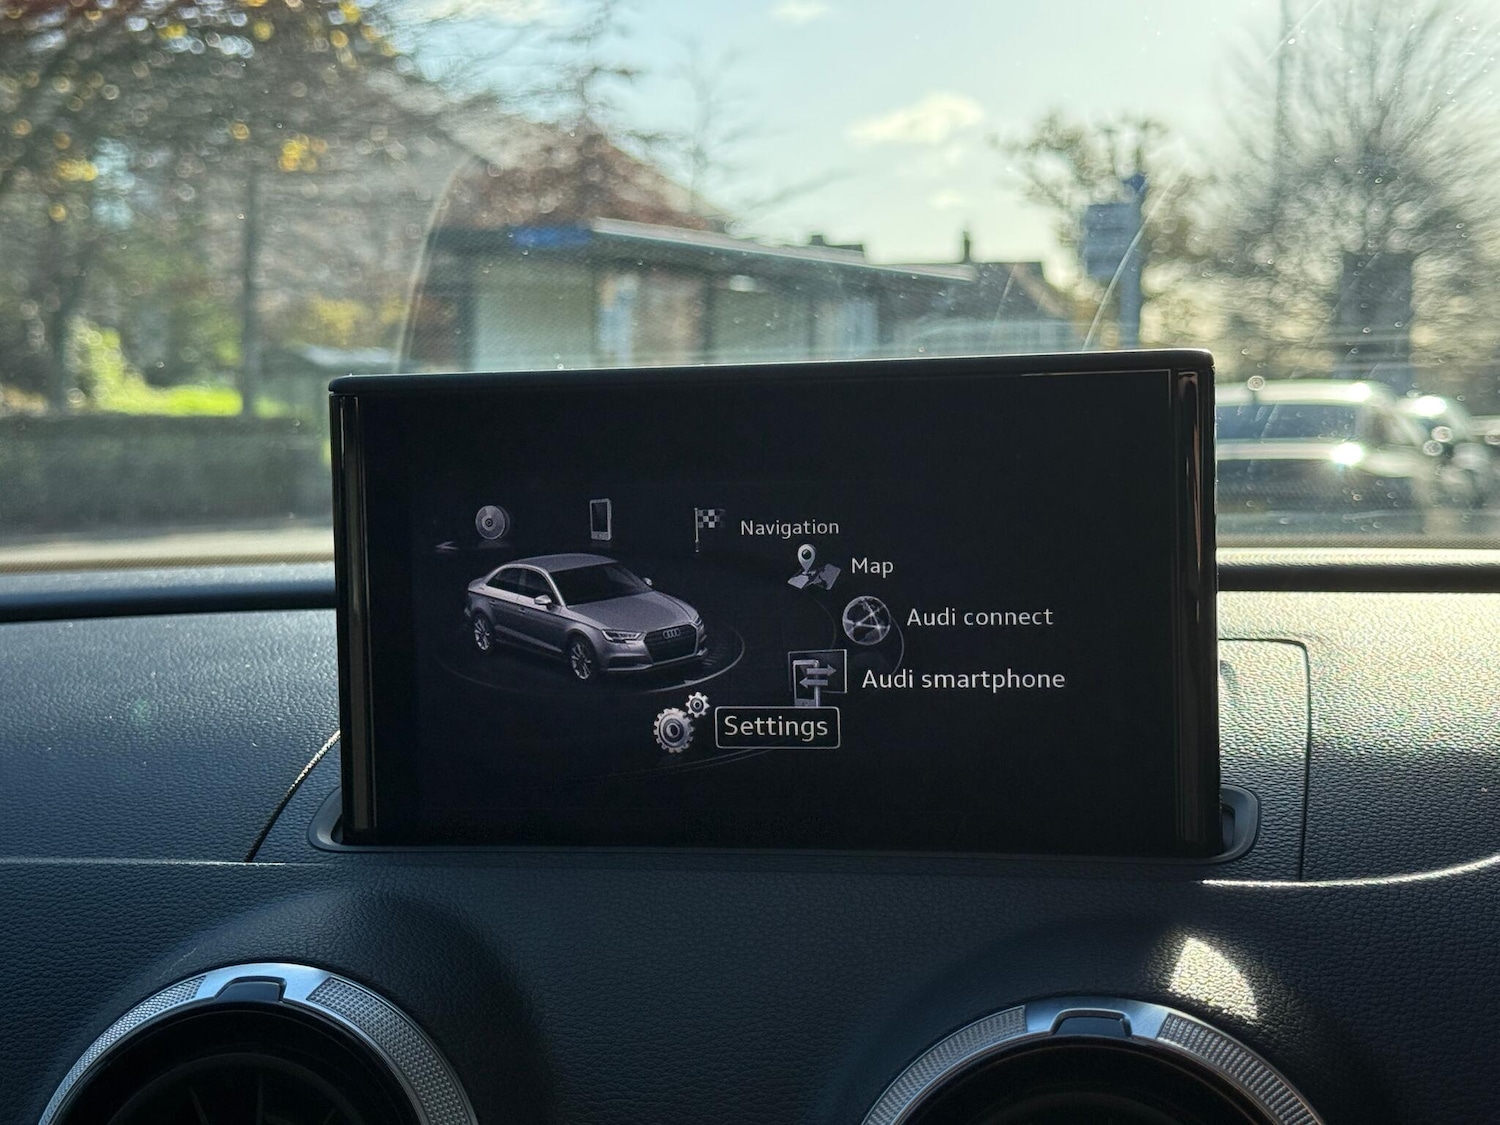 Navigation
Map
Audi connect
Audi smartphone
Settings